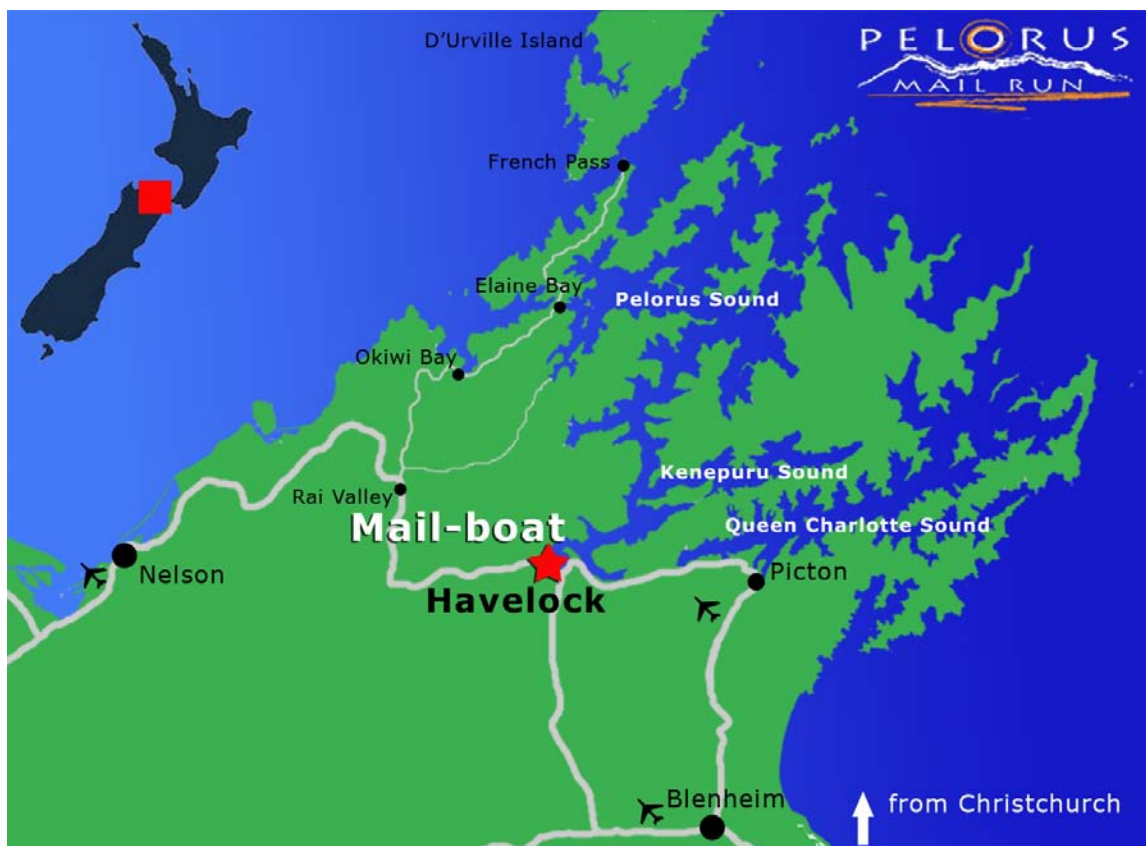 D'Urville Island
PELORUS
MAIL RUN
French Pass
Elaine Bay
Pelorus Sound
Okiwi Bay
Kenepuru Sound
Rai Valley
Queen Charlotte Sound
Mail-boat
Nelson
Picton
Havelock
Blenheim
from Christchurch